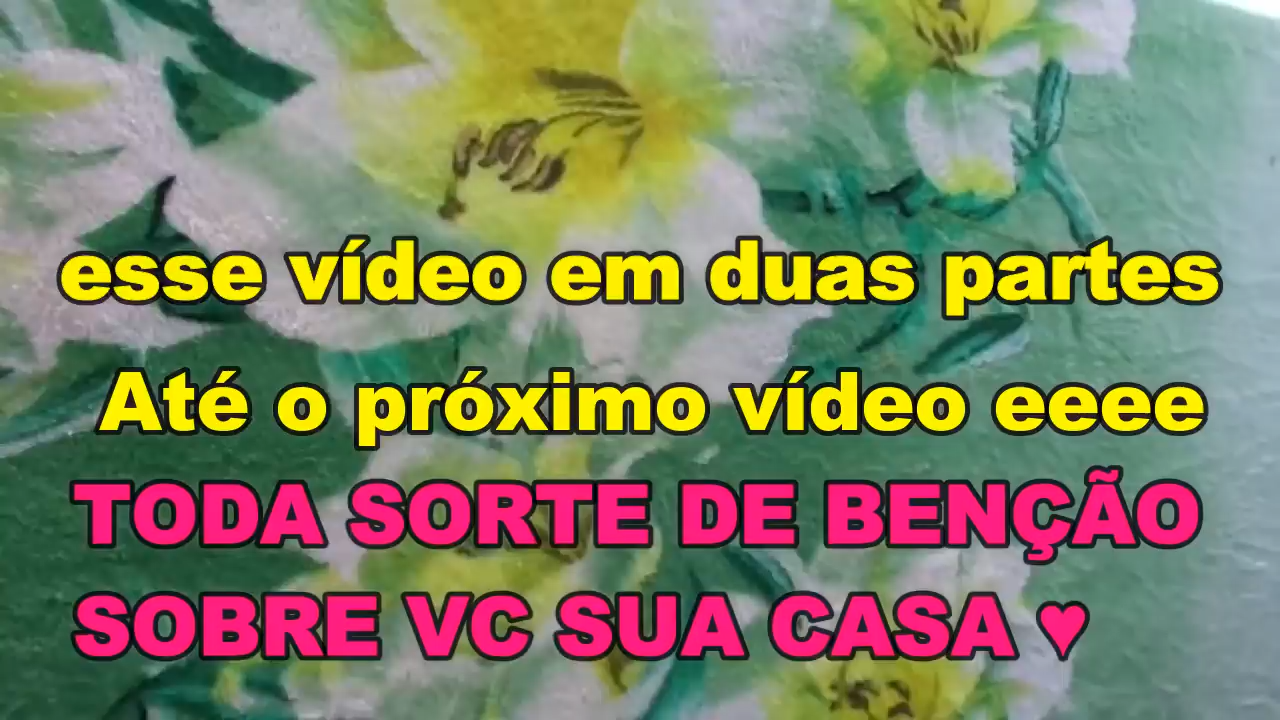 esse vídeo em duas partes
Até o próximo vídeo eeee
TODA SORTE DE BENÇÃO
SOBRE VC SUA CASA ♥